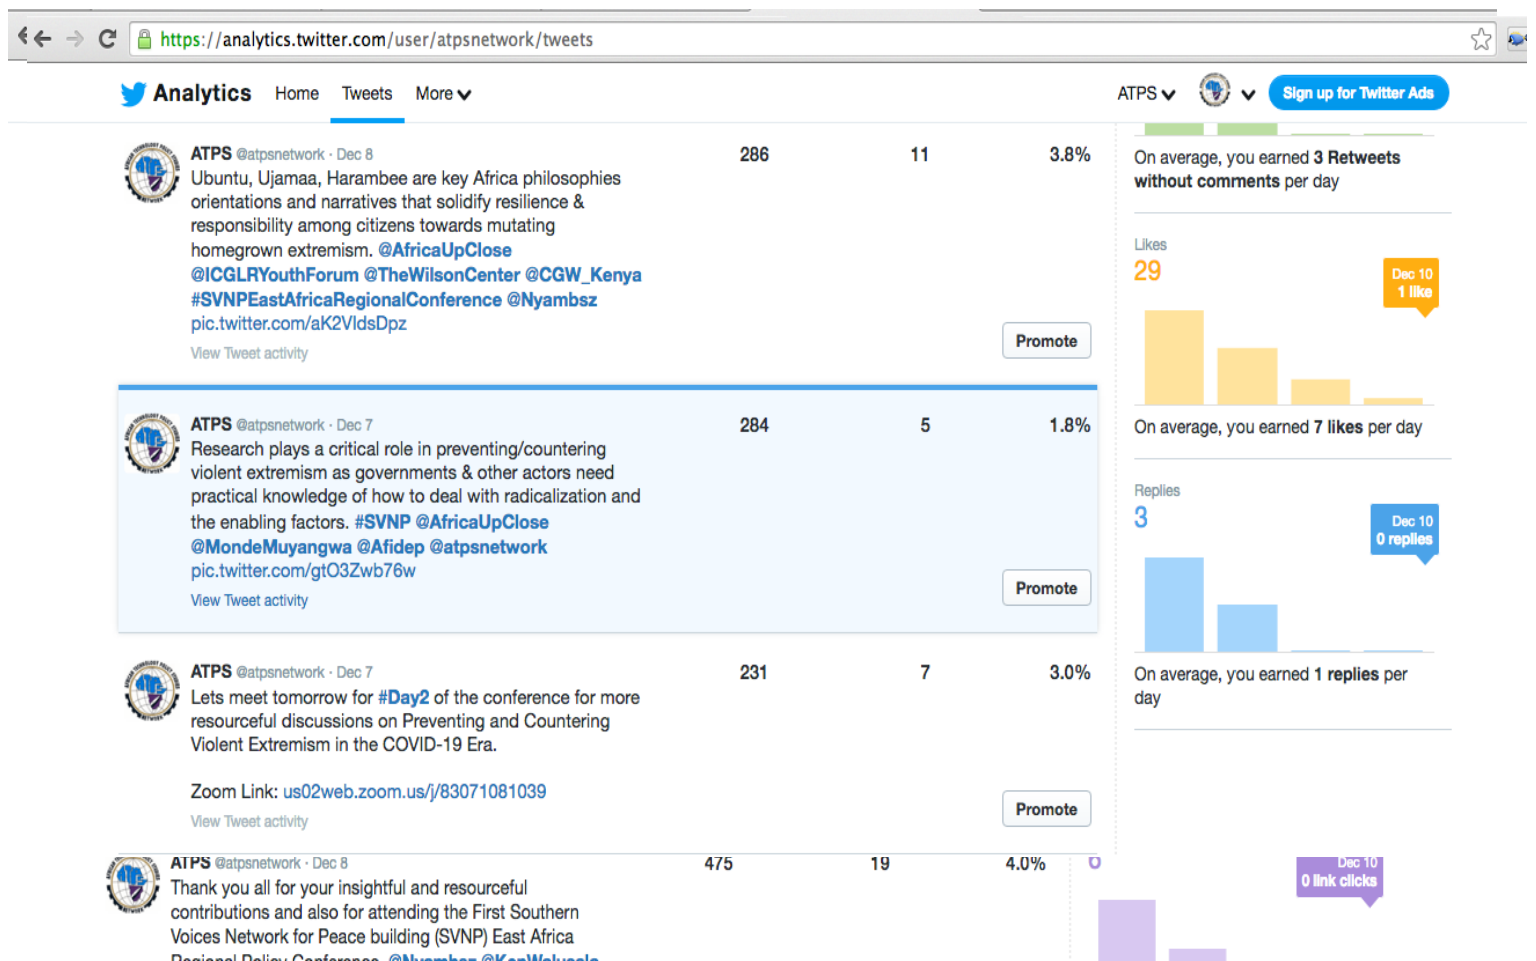 https://analytics.twitter.com/user/atpsnetwork/tweets
Analytics Home Tweets More
ATPS Sign up for Twitter Ads
ATPS @atpsnetwork · Dec 8 286 11 3.8%
Ubuntu, Ujamaa, Harambee are key Africa philosophies
orientations and narratives that solidify resilience &
responsibility among citizens towards mutating
homegrown extremism. @AfricaUpClose
@ICGLRYouthForum @TheWilsonCenter @CGW_Kenya
#SVNPEastAfricaRegionalConference @Nyambsz
pic.twitter.com/aK2VldsDpz
View Tweet activity
Promote
ATPS @atpsnetwork · Dec 7 284 5 1.8%
Research plays a critical role in preventing/countering
violent extremism as governments & other actors need
practical knowledge of how to deal with radicalization and
the enabling factors. #SVNP @AfricaUpClose
@MondeMuyangwa @Afidep @atpsnetwork
pic.twitter.com/gtO3Zwb76w
View Tweet activity
Promote
ATPS @atpsnetwork · Dec 7 231 7 3.0%
Lets meet tomorrow for #Day2 of the conference for more
resourceful discussions on Preventing and Countering
Violent Extremism in the COVID-19 Era.
Zoom Link: us02web.zoom.us/j/83071081039
View Tweet activity
Promote
ATPS @atpsnetwork · Dec 8 475 19 4.0%
Thank you all for your insightful and resourceful
contributions and also for attending the First Southern
Voices Network for Peace building (SVNP) East Africa
Regional Policy Conference. @Nyambsz @KenWalusala
On average, you earned 3 Retweets
without comments per day
Likes
29
Dec 10
1 like
On average, you earned 7 likes per day
Replies
3
Dec 10
0 replies
On average, you earned 1 replies per
day
Dec 10
0 link clicks